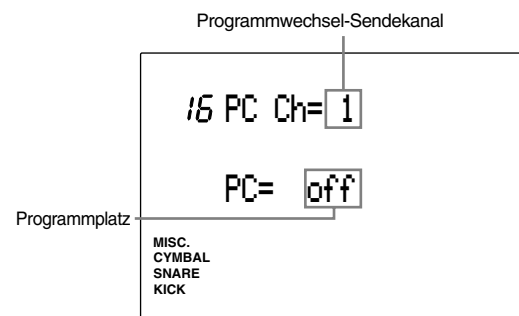 Programmwechsel-Sendekanal
16 PC Ch= 1
PC= off
Programmplatz
MISC.
CYMBAL
SNARE
KICK